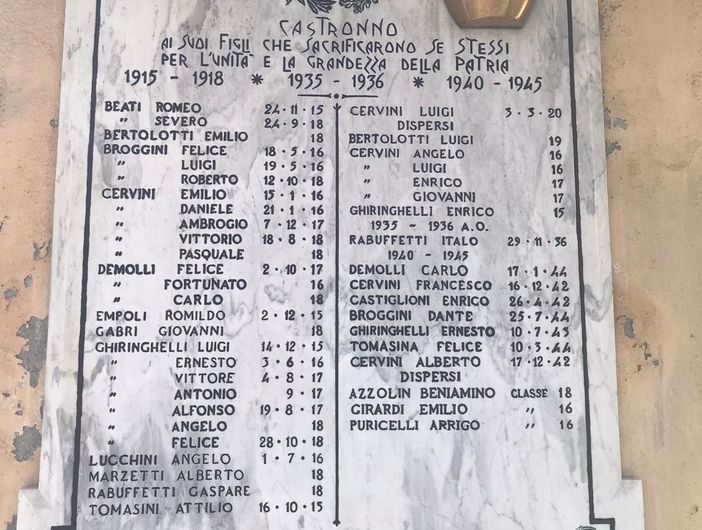 CASTRONNO
AI SUOI FIGLI CHE SACRIFICARONO SE STESSI
PER L'UNITA E LA GRANDEZZA DELLA PATRIA
1915 - 1918 * 1935 - 1936 * 1940 - 1945
BEATI ROMEO 24·11·15
" SEVERO 24·9·18
BERTOLOTTI EMILIO 18
BROGGINI FELICE 18·5·16
" LUIGI 19·5·16
" ROBERTO 12·10·18
CERVINI EMILIO 15·1·16
" DANIELE 21·1·16
" AMBROGIO 7·12·17
" VITTORIO 18·8·18
" PASQUALE 18
DEMOLLI FELICE 2·10·17
" FORTUNATO 16
" CARLO 18
EMPOLI ROMILDO 2·12·15
GABRI GIOVANNI 18
GHIRINGHELLI LUIGI 14·12·15
" ERNESTO 3·6·16
" VITTORE 4·8·17
" ANTONIO 9·17
" ALFONSO 19·8·17
" ANGELO 18
" FELICE 28·10·18
LUCCHINI ANGELO 1·7·16
MARZETTI ALBERTO 18
RABUFFETTI GASPARE 18
TOMASINI ATTILIO 16·10·15
CERVINI LUIGI 3·3·20
DISPERSI
BERTOLOTTI LUIGI 19
CERVINI ANGELO 16
" LUIGI 16
" ENRICO 17
" GIOVANNI 17
GHIRINGHELLI ENRICO 15
1935 - 1936 A.O.
RABUFFETTI ITALO 29·11·36
1940 - 1945
DEMOLLI CARLO 17·1·44
CERVINI FRANCESCO 16·12·42
CASTIGLIONI ENRICO 26·4·42
BROGGINI DANTE 25·7·44
GHIRINGHELLI ERNESTO 10·7·43
TOMASINA FELICE 10·3·44
CERVINI ALBERTO 17·12·42
DISPERSI
AZZOLIN BENIAMINO CLASSE 18
GIRARDI EMILIO " 16
PURICELLI ARRIGO " 16